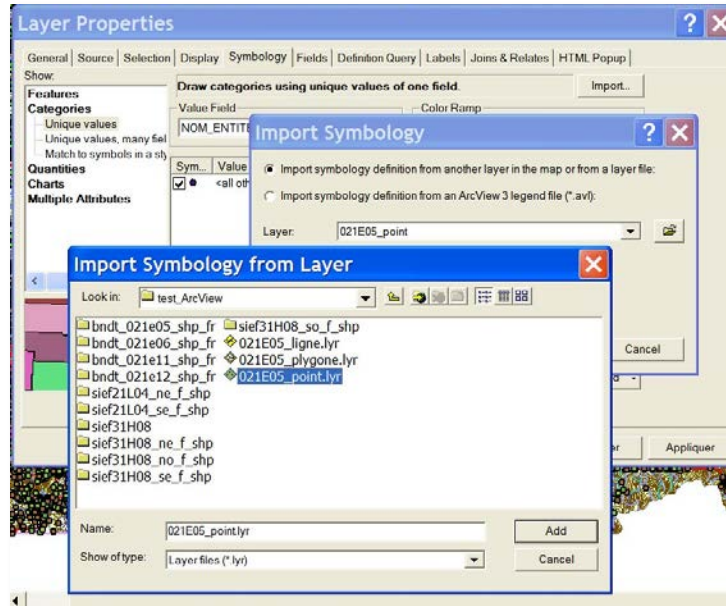 Layer Properties
General Source Selection Display Symbology Fields Definition Query Labels Joins & Relates HTML Popup
Show:
Features
Categories
Unique values
Unique values, many fiel
Match to symbols in a sty
Quantities
Charts
Multiple Attributes
Draw categories using unique values of one field.
Import...
Value Field
Color Ramp
NOM_ENTITE
Sym... Value
<all oth
Import Symbology
Import symbology definition from another layer in the map or from a layer file:
Import symbology definition from an ArcView 3 legend file (*.avl):
Layer:
021E05_point
Cancel
Appliquer
Import Symbology from Layer
Look in:
test_ArcView
bndt_021e05_shp_fr
bndt_021e06_shp_fr
bndt_021e11_shp_fr
bndt_021e12_shp_fr
sief21L04_ne_f_shp
sief21L04_se_f_shp
sief31H08
sief31H08_ne_f_shp
sief31H08_no_f_shp
sief31H08_se_f_shp
sief31H08_so_f_shp
021E05_ligne.lyr
021E05_plygone.lyr
021E05_point.lyr
Name:
021E05_point.lyr
Add
Show of type:
Layer files (*.lyr)
Cancel